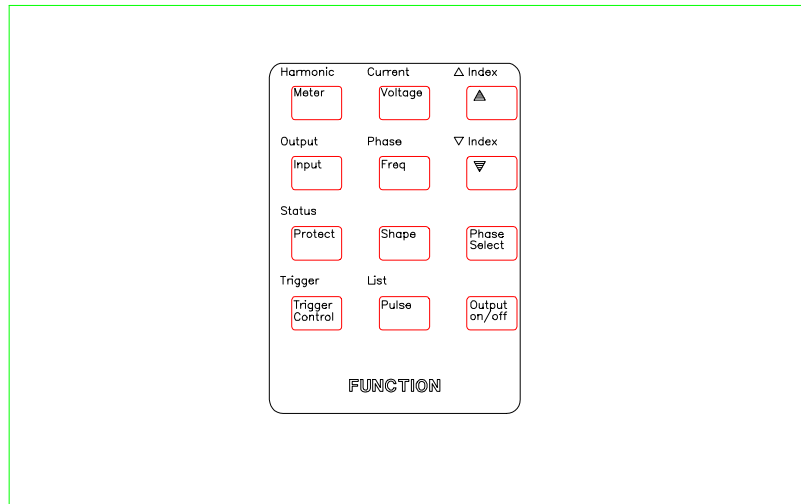 Harmonic Current △ Index
Meter Voltage ▲
Output Phase ▽ Index
Input Freq ▼
Status
Protect Shape Phase
Select
Trigger List
Trigger
Control
Pulse
Output
on/off
FUNCTION